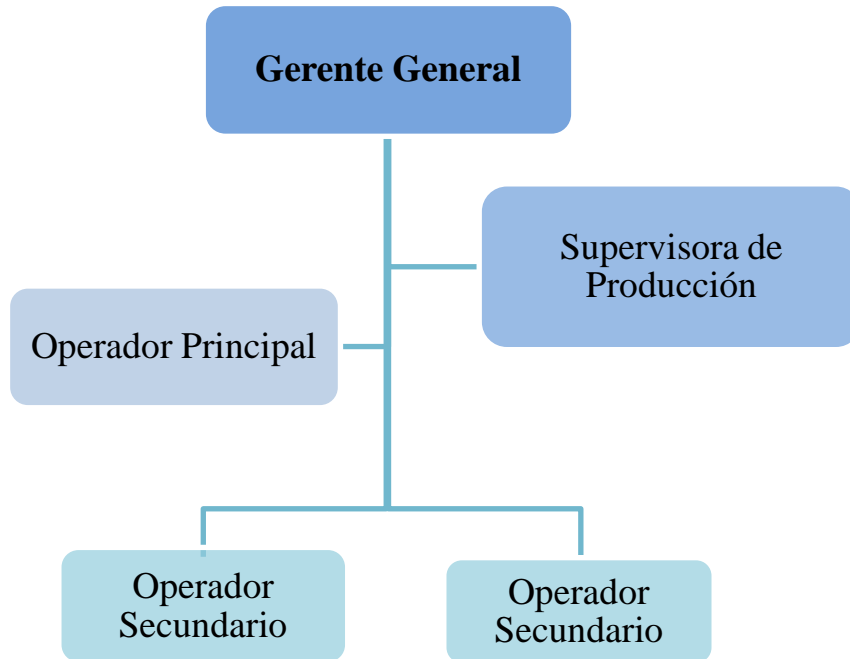 Gerente General
Supervisora de
Producción
Operador Principal
Operador
Secundario
Operador
Secundario